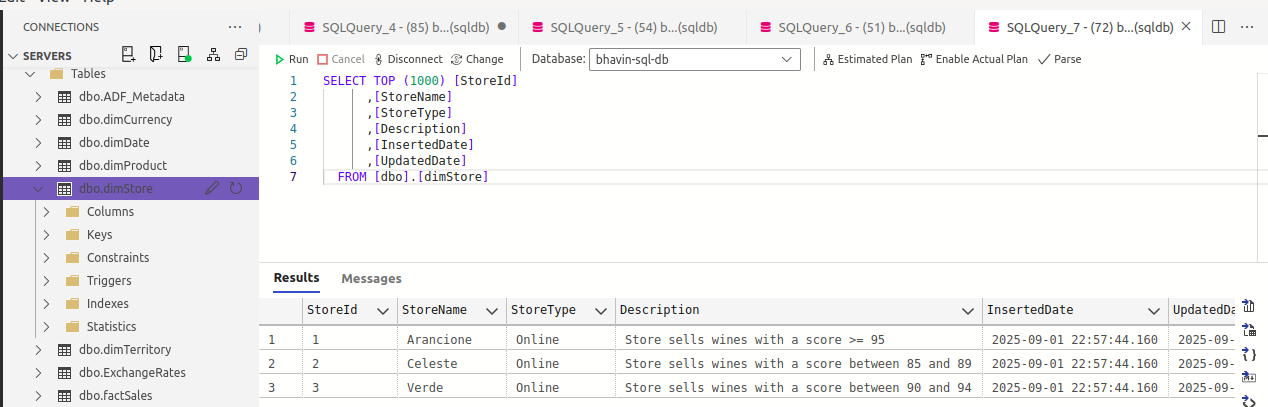 Edit View Help
CONNECTIONS
SERVERS
Tables
dbo.ADF_Metadata
dbo.dimCurrency
dbo.dimDate
dbo.dimProduct
dbo.dimStore
Columns
Keys
Constraints
Triggers
Indexes
Statistics
dbo.dimTerritory
dbo.ExchangeRates
dbo.factSales
) SQLQuery_4 - (85) b...(sqldb) SQLQuery_5 - (54) b...(sqldb) SQLQuery_6 - (51) b...(sqldb) SQLQuery_7 - (72) b...(sqldb)
Run Cancel Disconnect Change Database: bhavin-sql-db Estimated Plan Enable Actual Plan Parse
1 SELECT TOP (1000) [StoreId]
2 ,[StoreName]
3 ,[StoreType]
4 ,[Description]
5 ,[InsertedDate]
6 ,[UpdatedDate]
7 FROM [dbo].[dimStore]
Results Messages
StoreId StoreName StoreType Description InsertedDate UpdatedDa
1 1 Arancione Online Store sells wines with a score >= 95 2025-09-01 22:57:44.160 2025-09-
2 2 Celeste Online Store sells wines with a score between 85 and 89 2025-09-01 22:57:44.160 2025-09-
3 3 Verde Online Store sells wines with a score between 90 and 94 2025-09-01 22:57:44.160 2025-09-